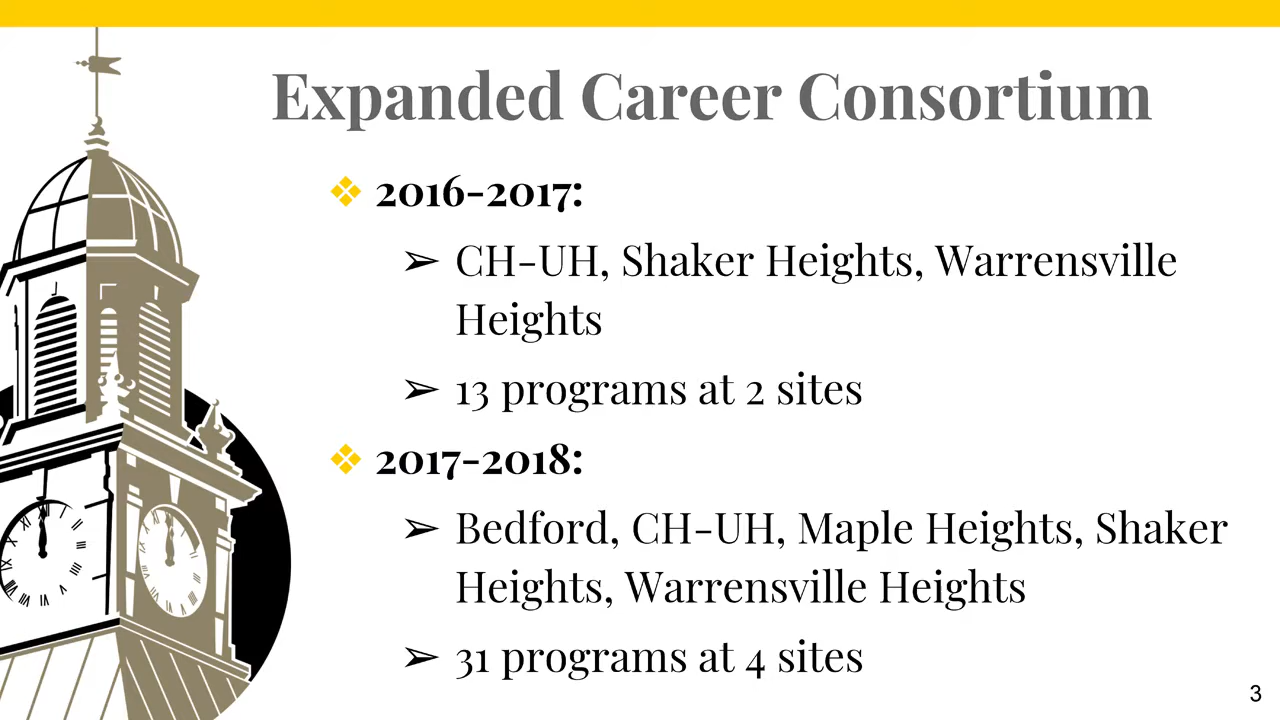 Expanded Career Consortium
❖ 2016-2017:
➢ CH-UH, Shaker Heights, Warrensville
Heights
➢ 13 programs at 2 sites
❖ 2017-2018:
➢ Bedford, CH-UH, Maple Heights, Shaker
Heights, Warrensville Heights
➢ 31 programs at 4 sites
3